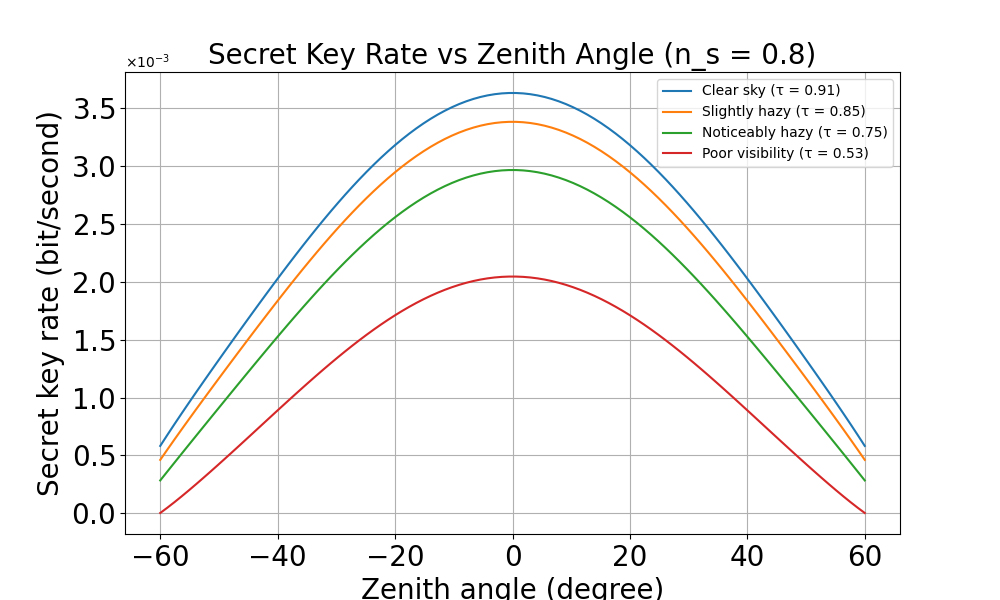 Secret Key Rate vs Zenith Angle (n_s = 0.8)
×10⁻³
Clear sky (τ = 0.91)
Slightly hazy (τ = 0.85)
Noticeably hazy (τ = 0.75)
Poor visibility (τ = 0.53)
3.5
3.0
2.5
2.0
1.5
1.0
0.5
0.0
Secret key rate (bit/second)
−60 −40 −20 0 20 40 60
Zenith angle (degree)